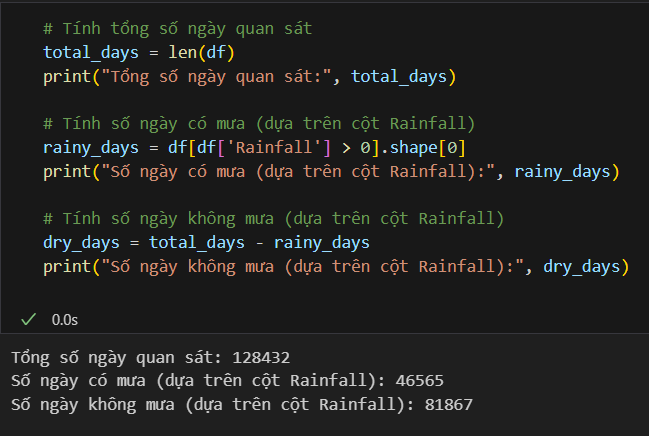 # Tính tổng số ngày quan sát
total_days = len(df)
print("Tổng số ngày quan sát:", total_days)
# Tính số ngày có mưa (dựa trên cột Rainfall)
rainy_days = df[df['Rainfall'] > 0].shape[0]
print("Số ngày có mưa (dựa trên cột Rainfall):", rainy_days)
# Tính số ngày không mưa (dựa trên cột Rainfall)
dry_days = total_days - rainy_days
print("Số ngày không mưa (dựa trên cột Rainfall):", dry_days)
0.0s
Tổng số ngày quan sát: 128432
Số ngày có mưa (dựa trên cột Rainfall): 46565
Số ngày không mưa (dựa trên cột Rainfall): 81867